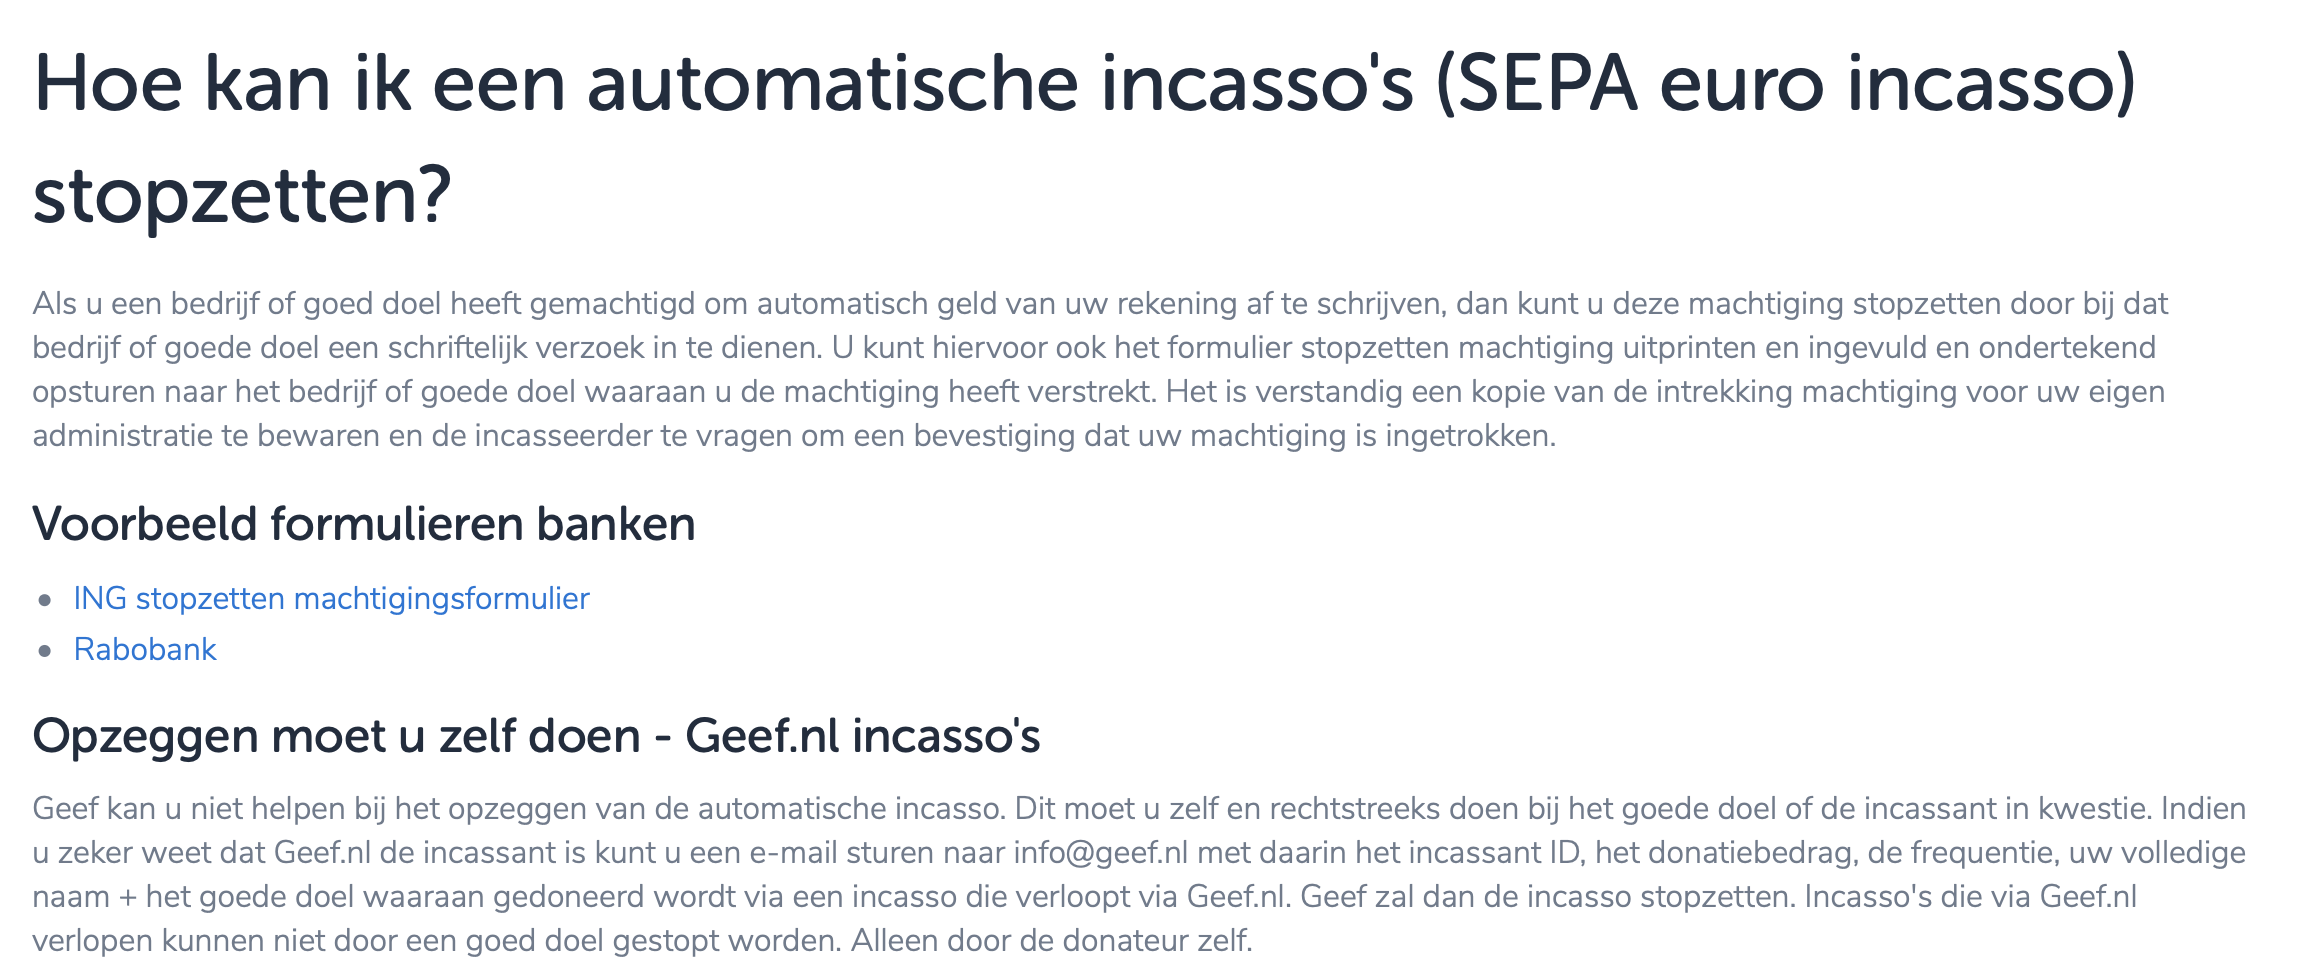 Hoe kan ik een automatische incasso's (SEPA euro incasso)
stopzetten?
Als u een bedrijf of goed doel heeft gemachtigd om automatisch geld van uw rekening af te schrijven, dan kunt u deze machtiging stopzetten door bij dat
bedrijf of goede doel een schriftelijk verzoek in te dienen. U kunt hiervoor ook het formulier stopzetten machtiging uitprinten en ingevuld en ondertekend
opsturen naar het bedrijf of goede doel waaraan u de machtiging heeft verstrekt. Het is verstandig een kopie van de intrekking machtiging voor uw eigen
administratie te bewaren en de incasseerder te vragen om een bevestiging dat uw machtiging is ingetrokken.
Voorbeeld formulieren banken
• ING stopzetten machtigingsformulier
• Rabobank
Opzeggen moet u zelf doen - Geef.nl incasso's
Geef kan u niet helpen bij het opzeggen van de automatische incasso. Dit moet u zelf en rechtstreeks doen bij het goede doel of de incassant in kwestie. Indien
u zeker weet dat Geef.nl de incassant is kunt u een e-mail sturen naar info@geef.nl met daarin het incassant ID, het donatiebedrag, de frequentie, uw volledige
naam + het goede doel waaraan gedoneerd wordt via een incasso die verloopt via Geef.nl. Geef zal dan de incasso stopzetten. Incasso's die via Geef.nl
verlopen kunnen niet door een goed doel gestopt worden. Alleen door de donateur zelf.